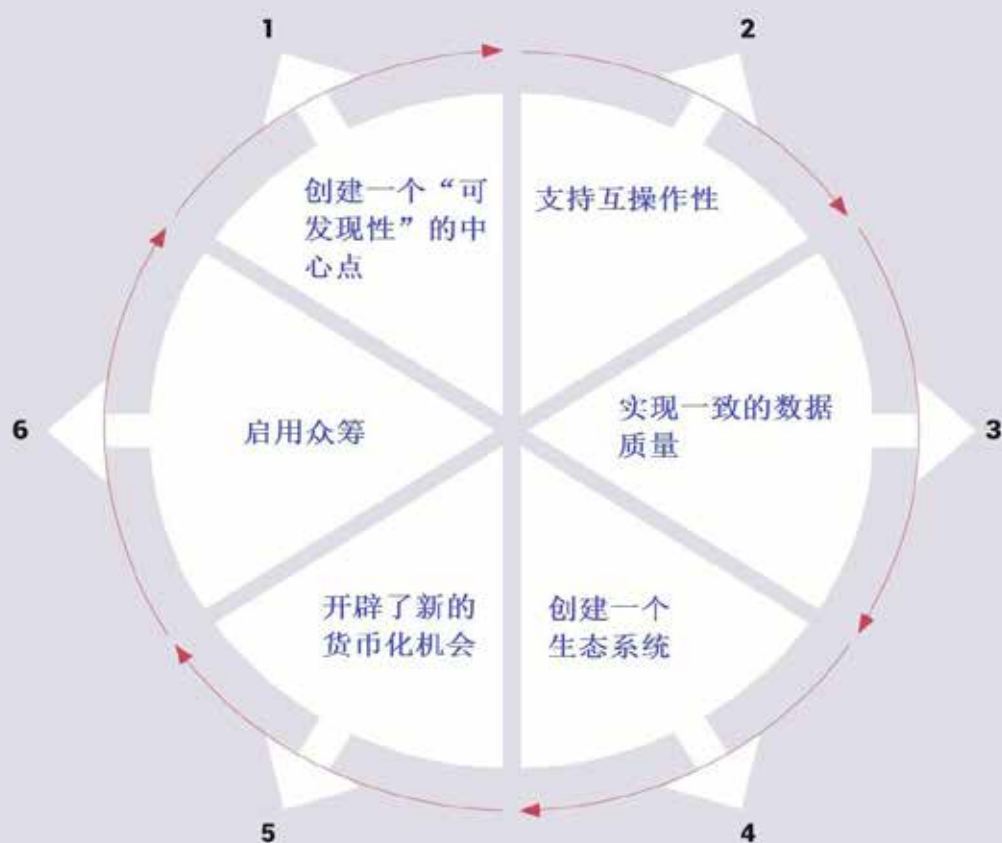 1
2
创建一个“可
发现性”的中
心点
支持互操作性
实现一致的数据
质量
3
创建一个
生态系统
4
开辟了新的
货币化机会
5
启用众筹
6